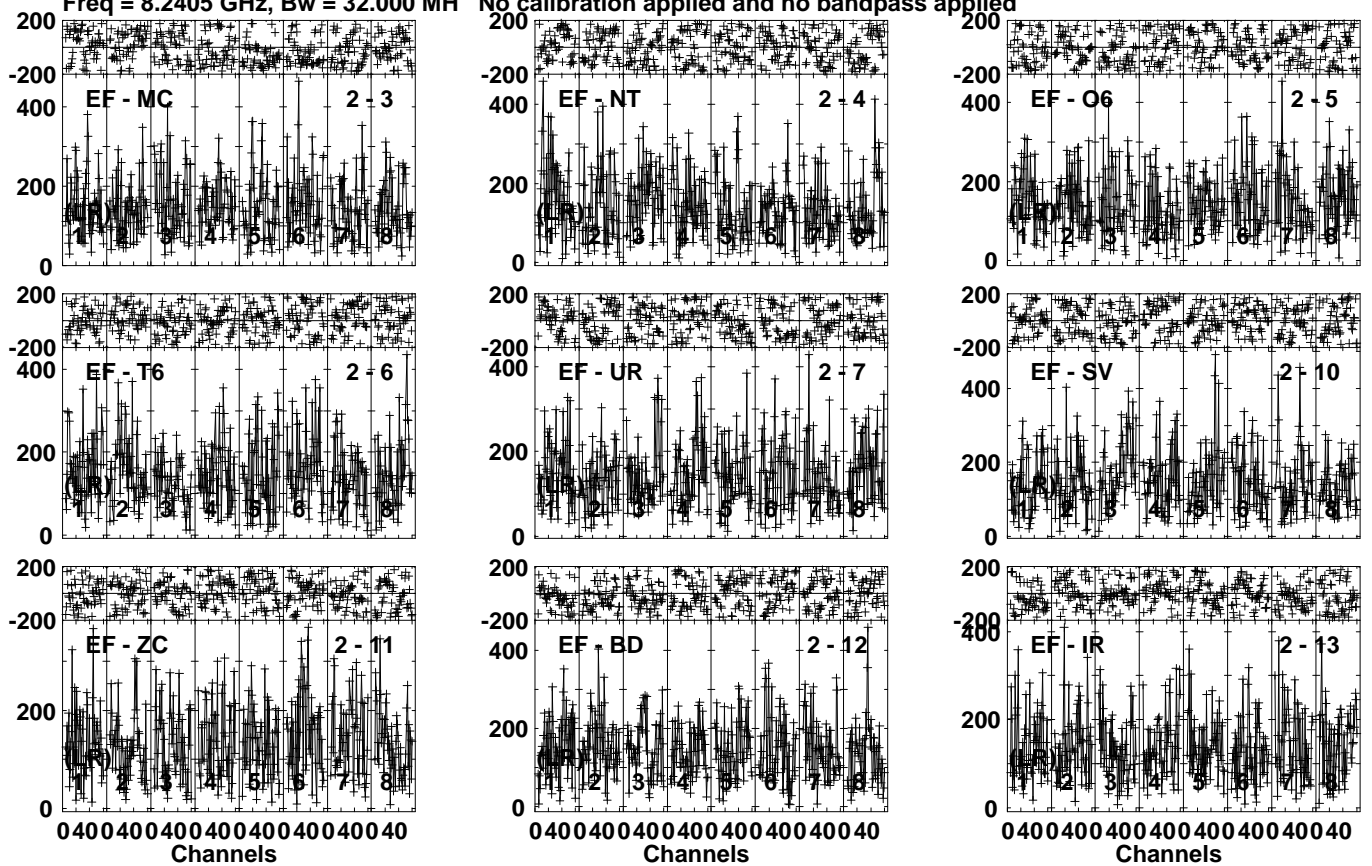 Freq = 8.2405 GHz, Bw = 32.000 MH No calibration applied and no bandpass applied
200 200 200
-200 -200 -200
EF - MC 2 - 3 EF - NT 2 - 4 EF - O6 2 - 5
400 400 400
200 200 200
(LR) (LR) (LR)
1 2 3 4 5 6 7 8 1 2 3 4 5 6 7 8 1 2 3 4 5 6 7 8
0 0 0
200 200 200
-200 -200 -200
EF - T6 2 - 6 EF - UR 2 - 7 EF - SV 2 - 10
400 400 400
200 200 200
(LR) (LR) (LR)
1 2 3 4 5 6 7 8 1 2 3 4 5 6 7 8 1 2 3 4 5 6 7 8
0 0 0
200 200 200
-200 -200 -200
EF - ZC 2 - 11 EF - BD 2 - 12 EF - IR 2 - 13
400 400
200 200 200
(LR) (LR) (LR)
1 2 3 4 5 6 7 8 1 2 3 4 5 6 7 8 1 2 3 4 5 6 7 8
0 0 0
0 40 0 40 0 40 0 40 0 40 0 40 0 40 0 40 0 40 0 40 0 40 0 40 0 40 0 40 0 40 0 40 0 40 0 40 0 40 0 40 0 40 0 40 0 40 0 40
Channels Channels Channels